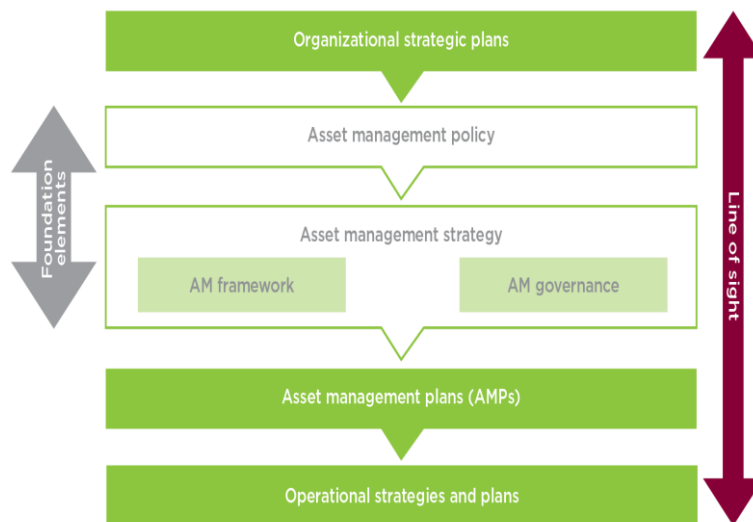 Organizational strategic plans
Asset management policy
Foundation
elements
Asset management strategy
AM framework
AM governance
Line of sight
Asset management plans (AMPs)
Operational strategies and plans